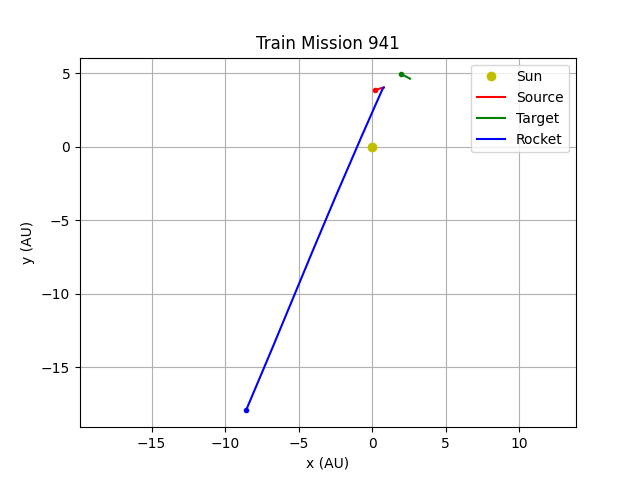 Train Mission 941
Sun
Source
Target
Rocket
5
0
−5
−10
−15
y (AU)
−15
−10
−5
0
5
10
x (AU)